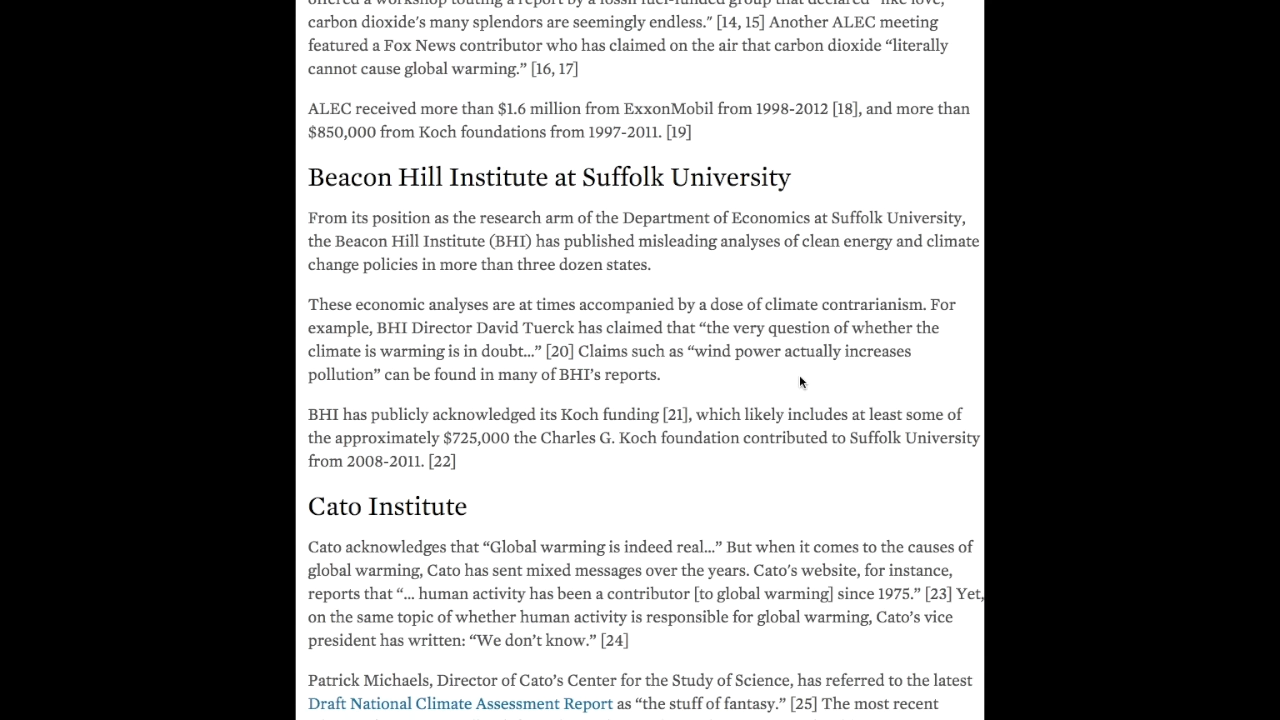 offered a workshop touting a report by a fossil fuel-funded group that declared “like love,
carbon dioxide's many splendors are seemingly endless." [14, 15] Another ALEC meeting
featured a Fox News contributor who has claimed on the air that carbon dioxide “literally
cannot cause global warming.” [16, 17]
ALEC received more than $1.6 million from ExxonMobil from 1998-2012 [18], and more than
$850,000 from Koch foundations from 1997-2011. [19]
Beacon Hill Institute at Suffolk University
From its position as the research arm of the Department of Economics at Suffolk University,
the Beacon Hill Institute (BHI) has published misleading analyses of clean energy and climate
change policies in more than three dozen states.
These economic analyses are at times accompanied by a dose of climate contrarianism. For
example, BHI Director David Tuerck has claimed that “the very question of whether the
climate is warming is in doubt…” [20] Claims such as “wind power actually increases
pollution” can be found in many of BHI’s reports.
BHI has publicly acknowledged its Koch funding [21], which likely includes at least some of
the approximately $725,000 the Charles G. Koch foundation contributed to Suffolk University
from 2008-2011. [22]
Cato Institute
Cato acknowledges that “Global warming is indeed real…” But when it comes to the causes of
global warming, Cato has sent mixed messages over the years. Cato's website, for instance,
reports that “… human activity has been a contributor [to global warming] since 1975.” [23] Yet,
on the same topic of whether human activity is responsible for global warming, Cato’s vice
president has written: “We don’t know.” [24]
Patrick Michaels, Director of Cato’s Center for the Study of Science, has referred to the latest
Draft National Climate Assessment Report as “the stuff of fantasy.” [25] The most recent